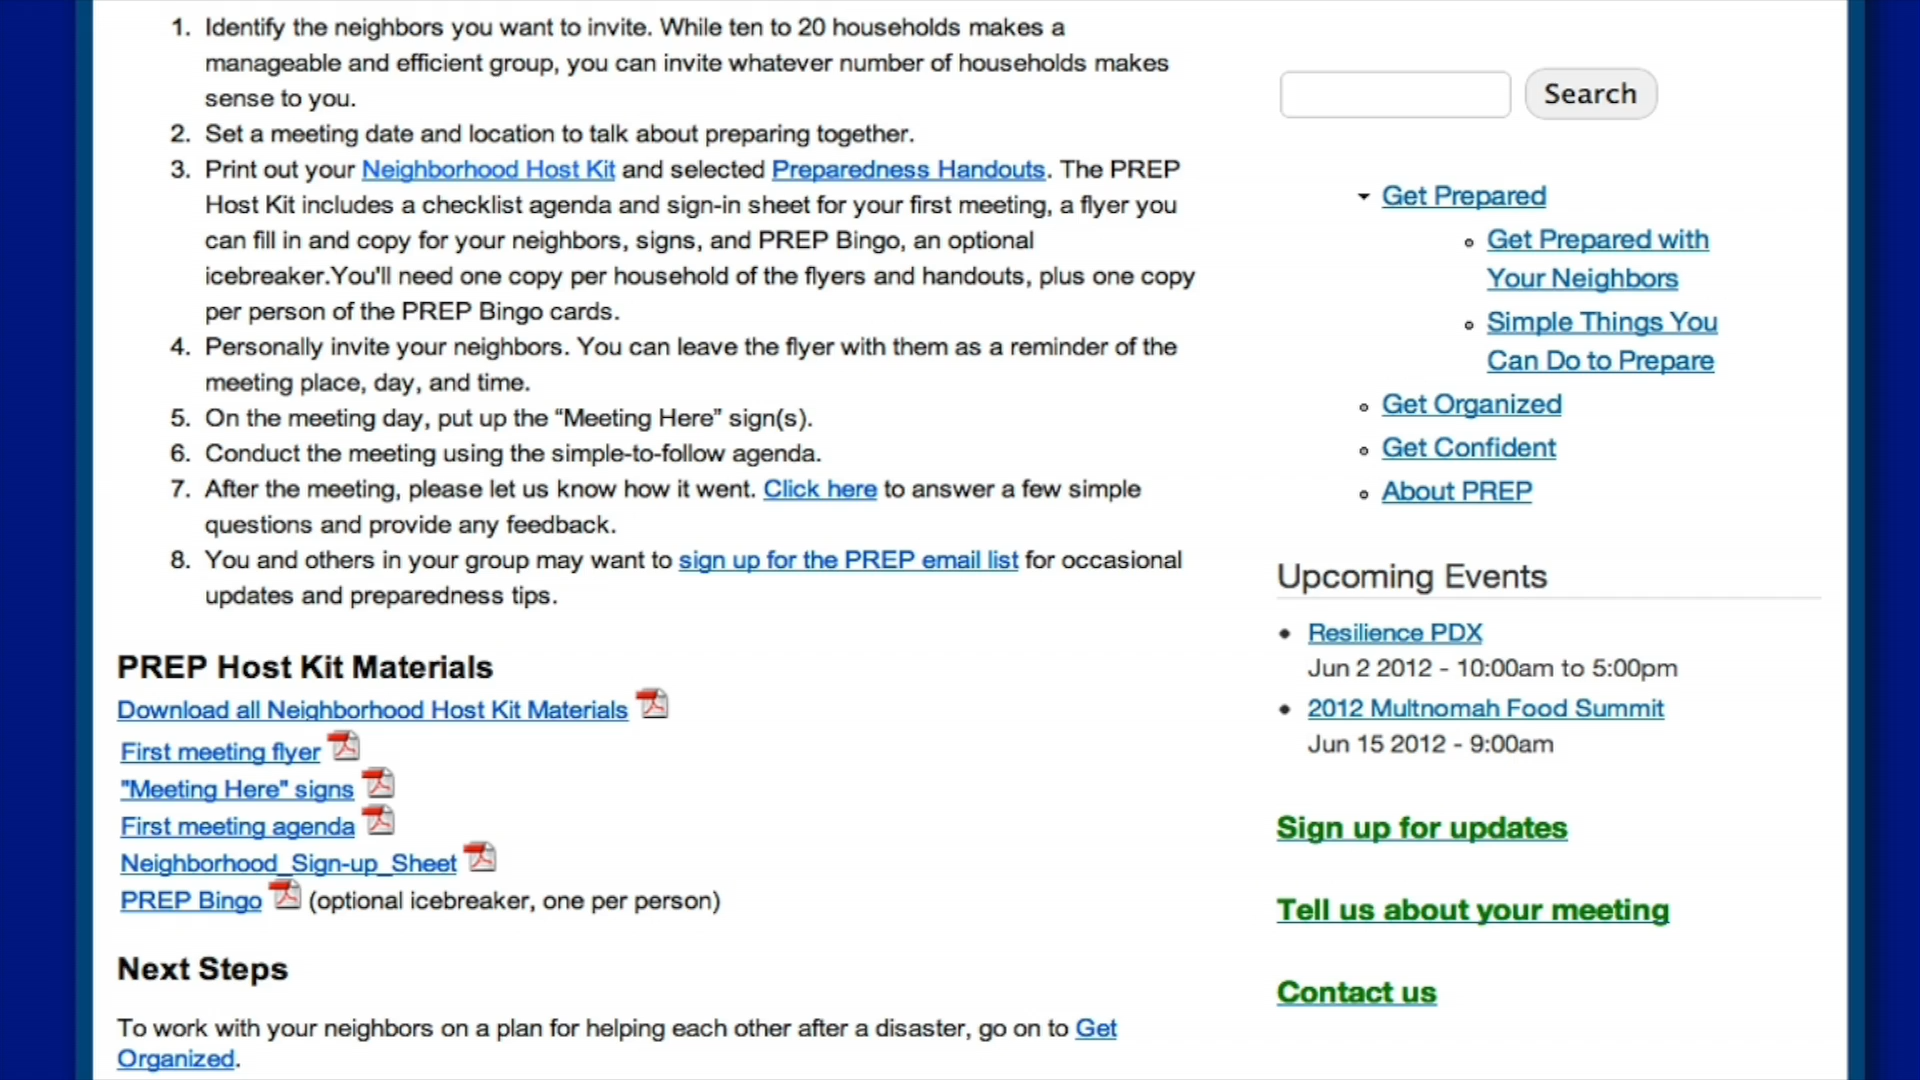 1. Identify the neighbors you want to invite. While ten to 20 households makes a
manageable and efficient group, you can invite whatever number of households makes
sense to you.
2. Set a meeting date and location to talk about preparing together.
3. Print out your Neighborhood Host Kit and selected Preparedness Handouts. The PREP
Host Kit includes a checklist agenda and sign-in sheet for your first meeting, a flyer you
can fill in and copy for your neighbors, signs, and PREP Bingo, an optional
icebreaker.You'll need one copy per household of the flyers and handouts, plus one copy
per person of the PREP Bingo cards.
4. Personally invite your neighbors. You can leave the flyer with them as a reminder of the
meeting place, day, and time.
5. On the meeting day, put up the “Meeting Here” sign(s).
6. Conduct the meeting using the simple-to-follow agenda.
7. After the meeting, please let us know how it went. Click here to answer a few simple
questions and provide any feedback.
8. You and others in your group may want to sign up for the PREP email list for occasional
updates and preparedness tips.
PREP Host Kit Materials
Download all Neighborhood Host Kit Materials
First meeting flyer
"Meeting Here" signs
First meeting agenda
Neighborhood_Sign-up_Sheet
PREP Bingo (optional icebreaker, one per person)
Next Steps
To work with your neighbors on a plan for helping each other after a disaster, go on to Get
Organized.
Search
Get Prepared
Get Prepared with
Your Neighbors
Simple Things You
Can Do to Prepare
Get Organized
Get Confident
About PREP
Upcoming Events
Resilience PDX
Jun 2 2012 - 10:00am to 5:00pm
2012 Multnomah Food Summit
Jun 15 2012 - 9:00am
Sign up for updates
Tell us about your meeting
Contact us